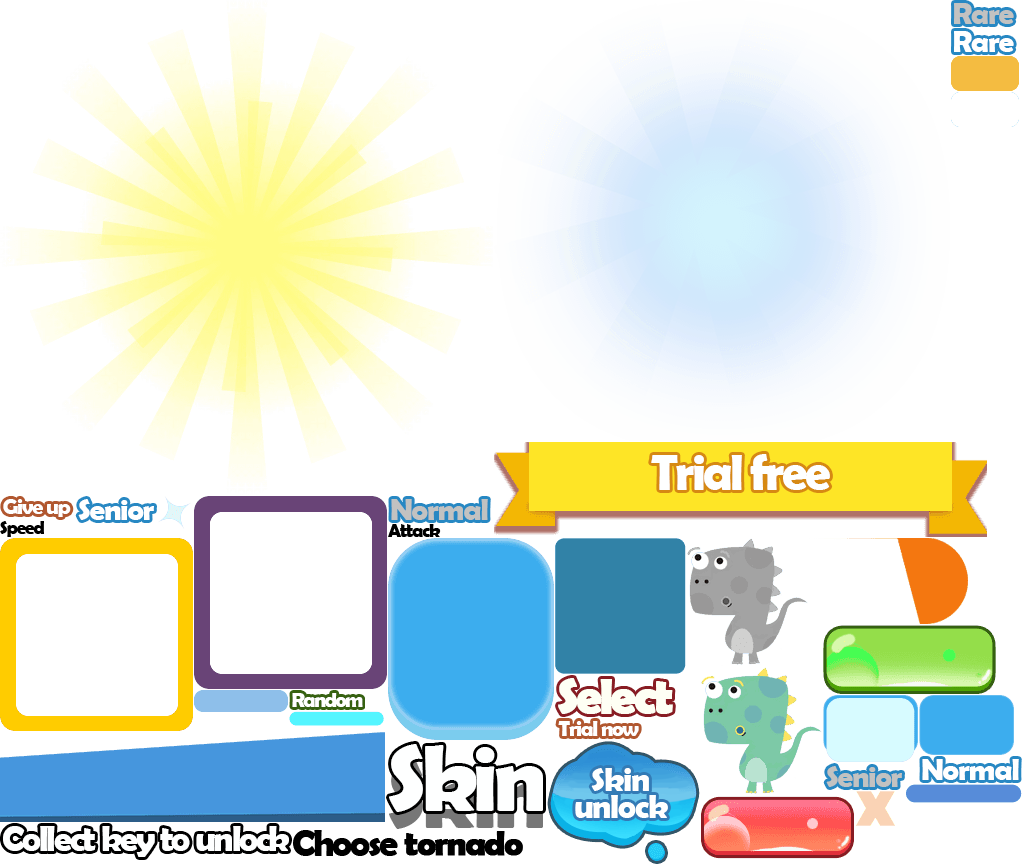 Rare
Rare
Trial free
Give up
Senior
Normal
Speed
Attack
Random
Select
Trial now
Skin
Skin
unlock
Senior
Normal
X
Collect key to unlock
Choose tornado